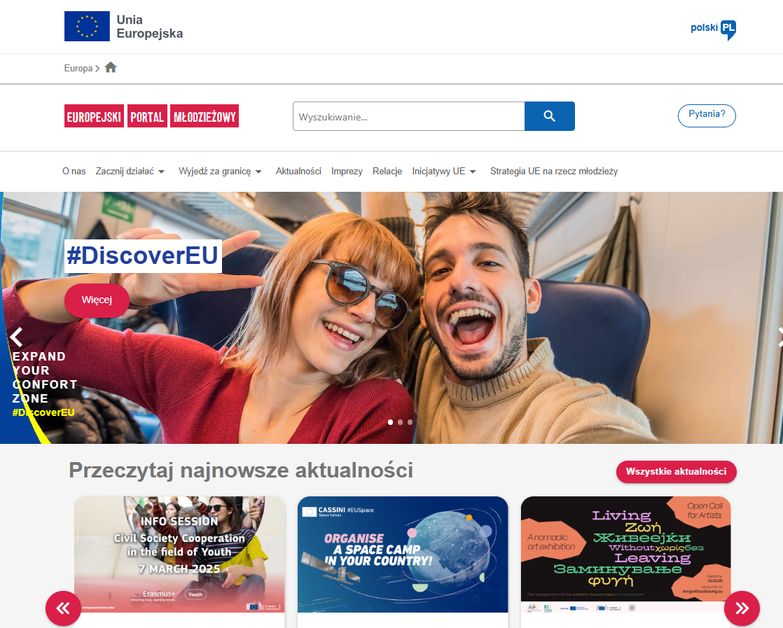 Unia
Europejska
polski PL
Europa
EUROPEJSKI PORTAL MŁODZIEŻOWY
Wyszukiwanie...
Pytania?
O nas Zacznij działać Wyjedź za granicę Aktualności Imprezy Relacje Inicjatywy UE Strategia UE na rzecz młodzieży
#DiscoverEU
Więcej
EXPAND
YOUR
CONFORT
ZONE
#DiscoverEU
Przeczytaj najnowsze aktualności
Wszystkie aktualności
INFO SESSION
Civil Society Cooperation
in the field of Youth
7 MARCH 2025
Erasmus+
Youth
CASSINI #EUSpace
Space Camps
ORGANISE
A SPACE CAMP
IN YOUR COUNTRY!
Open Call
for Artists
A nomadic
art exhibition
Living
Ζωή
Живеейки
Without χωρίς без
Leaving
Заминување
φυγή